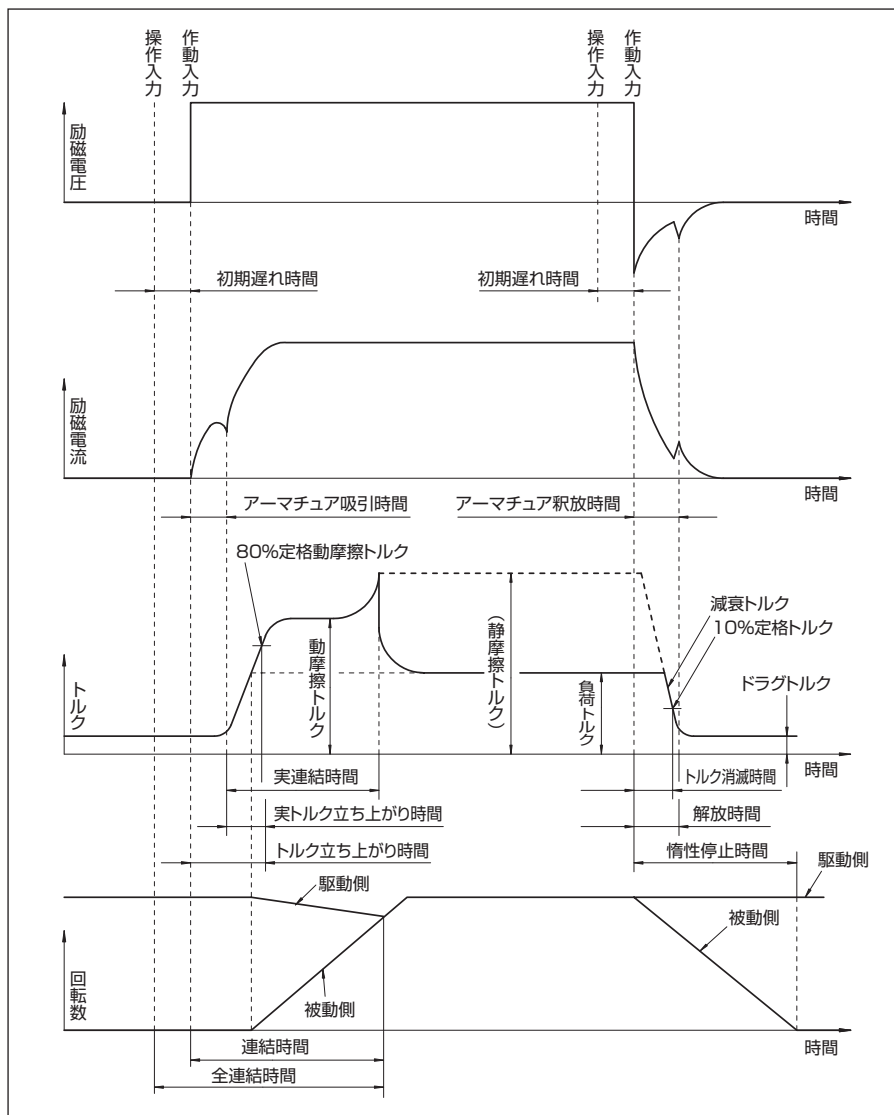 操作入力
作動入力
操作入力
作動入力
励磁電圧
時間
初期遅れ時間
初期遅れ時間
励磁電流
時間
アーマチュア吸引時間
アーマチュア釈放時間
80%定格動摩擦トルク
減衰トルク
10%定格トルク
ドラグトルク
トルク
動摩擦トルク
(静摩擦トルク)
負荷トルク
時間
実連結時間
トルク消滅時間
実トルク立ち上がり時間
解放時間
トルク立ち上がり時間
惰性停止時間
駆動側
駆動側
被動側
回転数
被動側
時間
連結時間
全連結時間